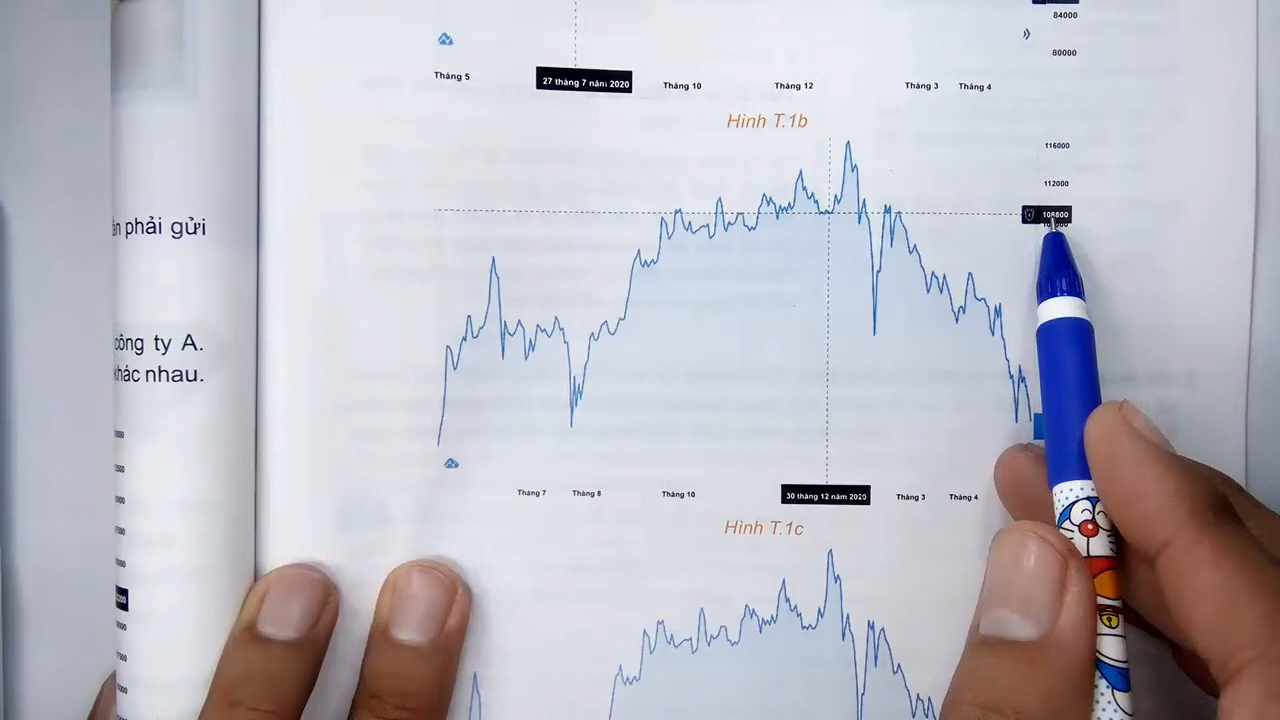 84000
80000
Tháng 5
27 tháng 7 năm 2020
Tháng 10
Tháng 12
Tháng 3
Tháng 4
Hình T.1b
116000
112000
108800
ần phải gửi
công ty A.
khác nhau.
Tháng 7
Tháng 8
Tháng 10
30 tháng 12 năm 2020
Tháng 3
Tháng 4
Hình T.1c